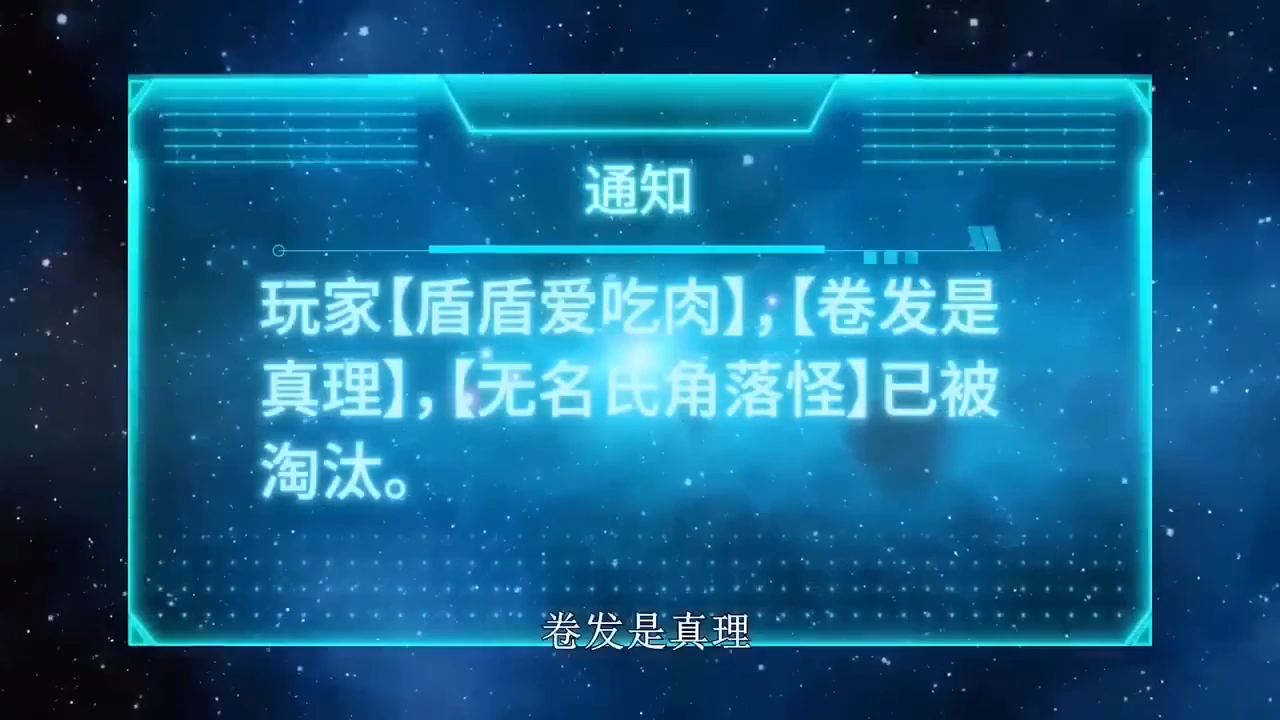 通知
玩家【盾盾爱吃肉】，【卷发是
真理】，【无名氏角落怪】已被
淘汰。
卷发是真理